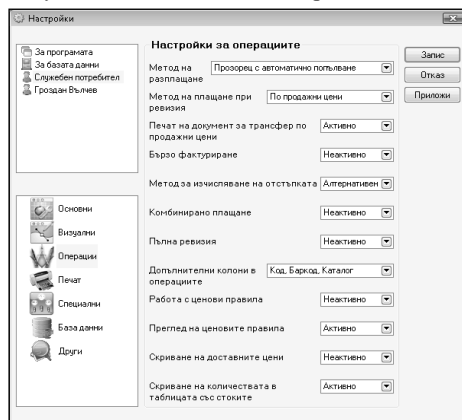 Настройки
За програмата
За базата данни
Служебен потребител
Гроздан Вълчев
Основни
Визуални
Операции
Печат
Специални
База данни
Други
Настройки за операциите
Метод на
разплащане
Прозорец с автоматично попълване
Метод на плащане при
ревизия
По продажни цени
Печат на документ за трансфер по
продажни цени
Активно
Бързо фактуриране
Неактивно
Метод за изчисляване на отстъпката
Алтернативен
Комбинирано плащане
Неактивно
Пълна ревизия
Неактивно
Допълнителни колони в
операциите
Код, Баркод, Каталог
Работа с ценови правила
Неактивно
Преглед на ценовите правила
Активно
Скриване на доставните цени
Неактивно
Скриване на количествата в
таблицата със стоките
Активно
Запис
Отказ
Приложи